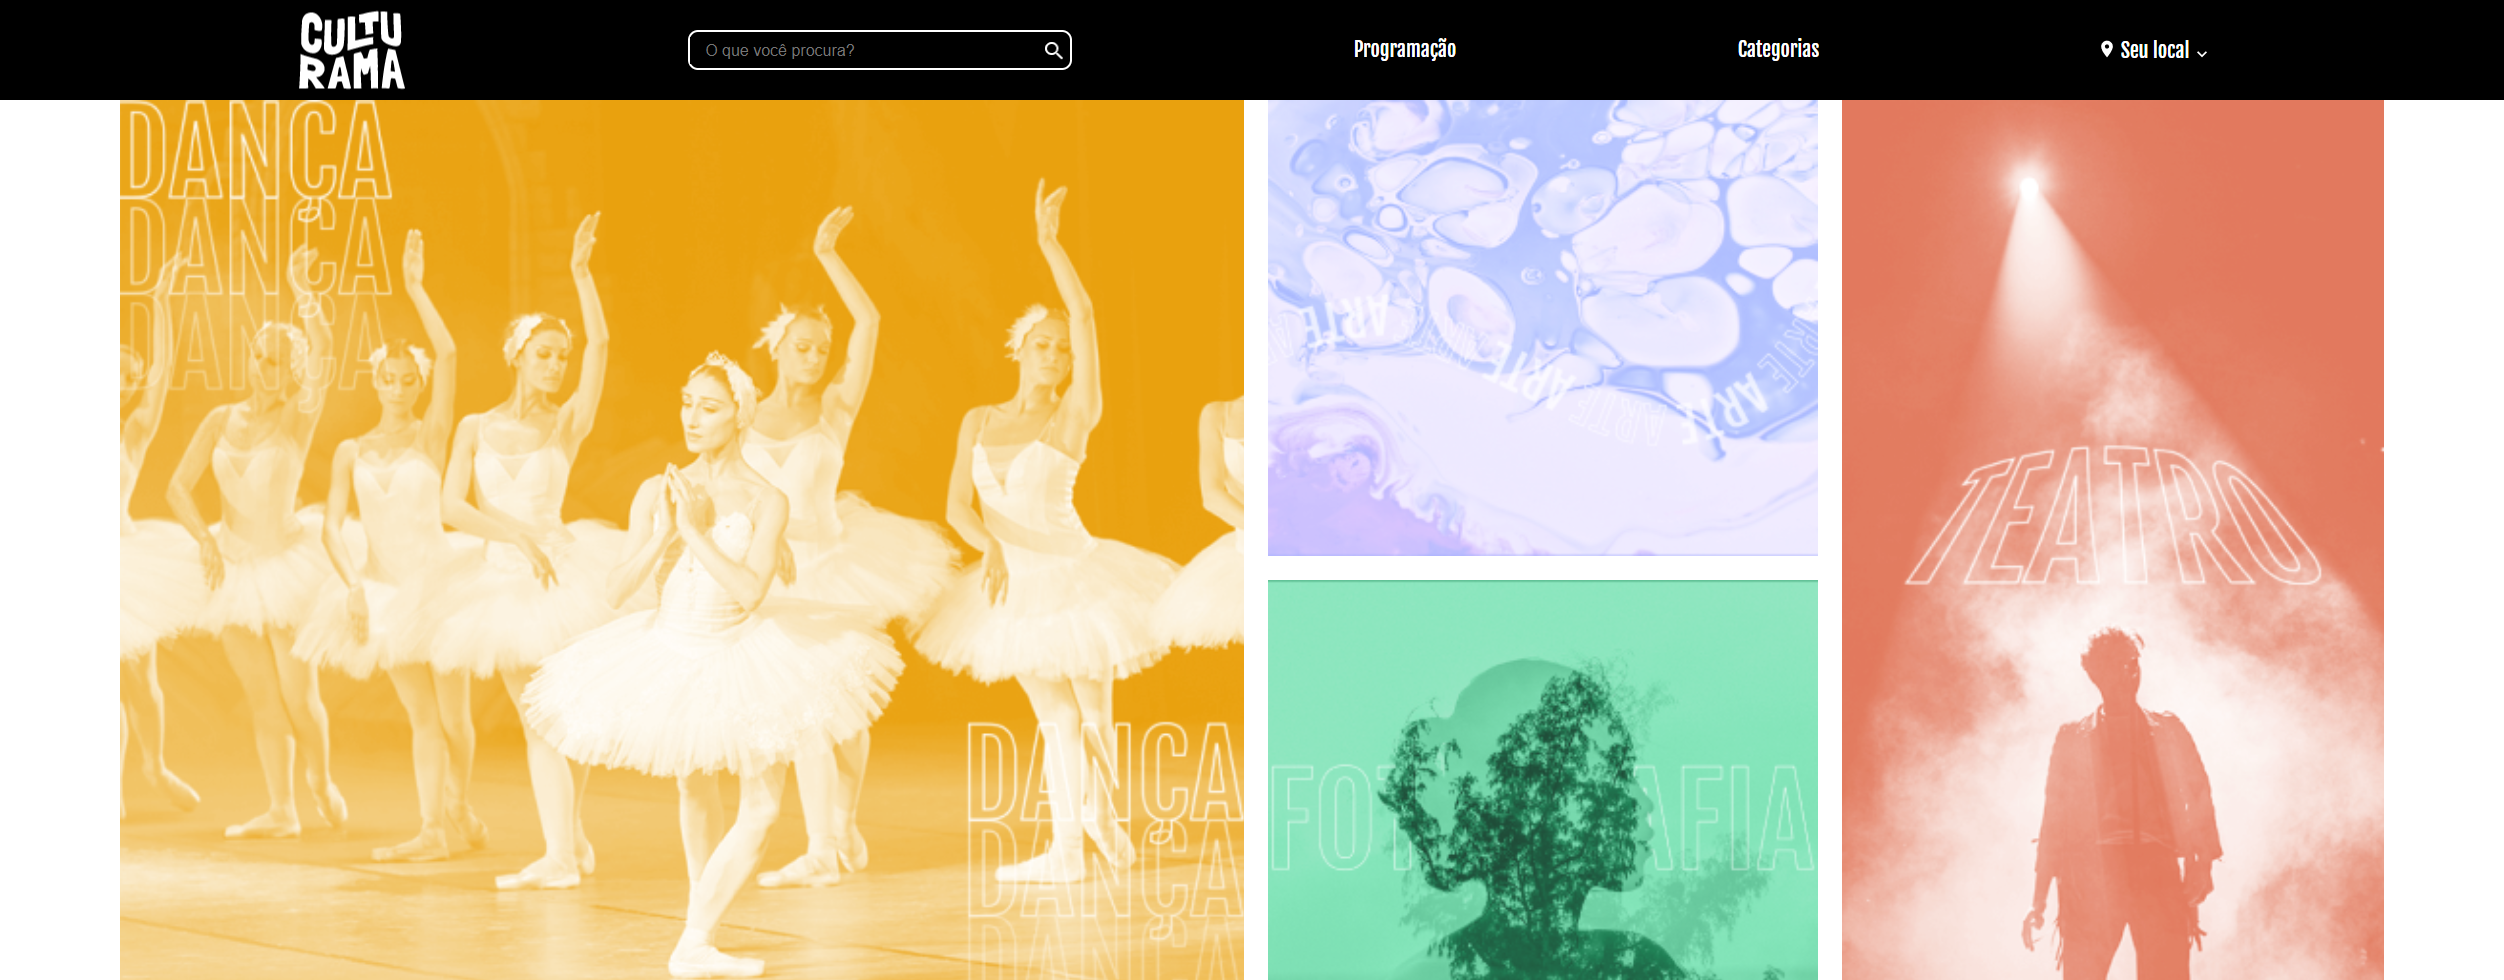 CULTU
RAMA
O que você procura?
Programação
Categorias
Seu local
DANÇA
DANÇA
DANÇA
ARTE
ARTE ARTE ARTE ARTE ARTE
TEATRO
FOT AFIA
DANÇA
DANÇA
DANÇA